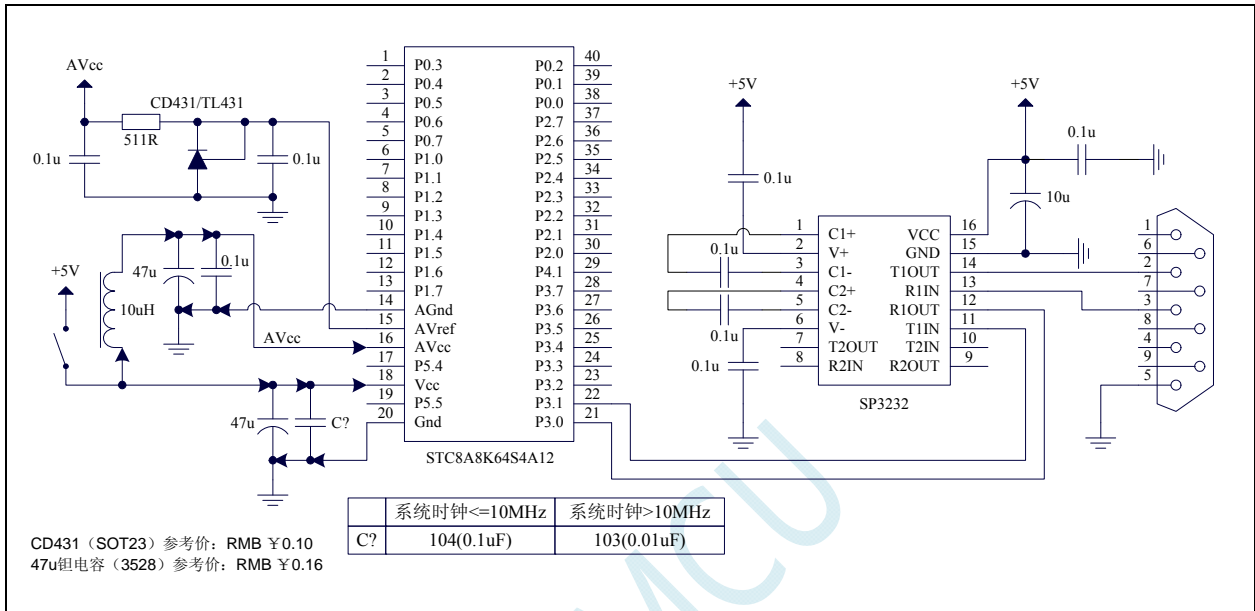 AVcc
CD431/TL431
511R
0.1u
0.1u
+5V
10uH
47u
0.1u
AVcc
47u
C?
1 P0.3
2 P0.4
3 P0.5
4 P0.6
5 P0.7
6 P1.0
7 P1.1
8 P1.2
9 P1.3
10 P1.4
11 P1.5
12 P1.6
13 P1.7
14 AGnd
15 AVref
16 AVcc
17 P5.4
18 Vcc
19 P5.5
20 Gnd
P0.2 40
P0.1 39
P0.0 38
P2.7 37
P2.6 36
P2.5 35
P2.4 34
P2.3 33
P2.2 32
P2.1 31
P2.0 30
P4.1 29
P3.7 28
P3.6 27
P3.5 26
P3.4 25
P3.3 24
P3.2 23
P3.1 22
P3.0 21
STC8A8K64S4A12
+5V
0.1u
0.1u
0.1u
0.1u
1 C1+
2 V+
3 C1-
4 C2+
5 C2-
6 V-
7 T2OUT
8 R2IN
VCC 16
GND 15
T1OUT 14
R1IN 13
R1OUT 12
T1IN 11
T2IN 10
R2OUT 9
SP3232
+5V
0.1u
10u
1
6
2
7
3
8
4
9
5
系统时钟<=10MHz 系统时钟>10MHz
C? 104(0.1uF) 103(0.01uF)
CD431（SOT23）参考价：RMB ￥0.10
47u钽电容（3528）参考价：RMB ￥0.16
MCU